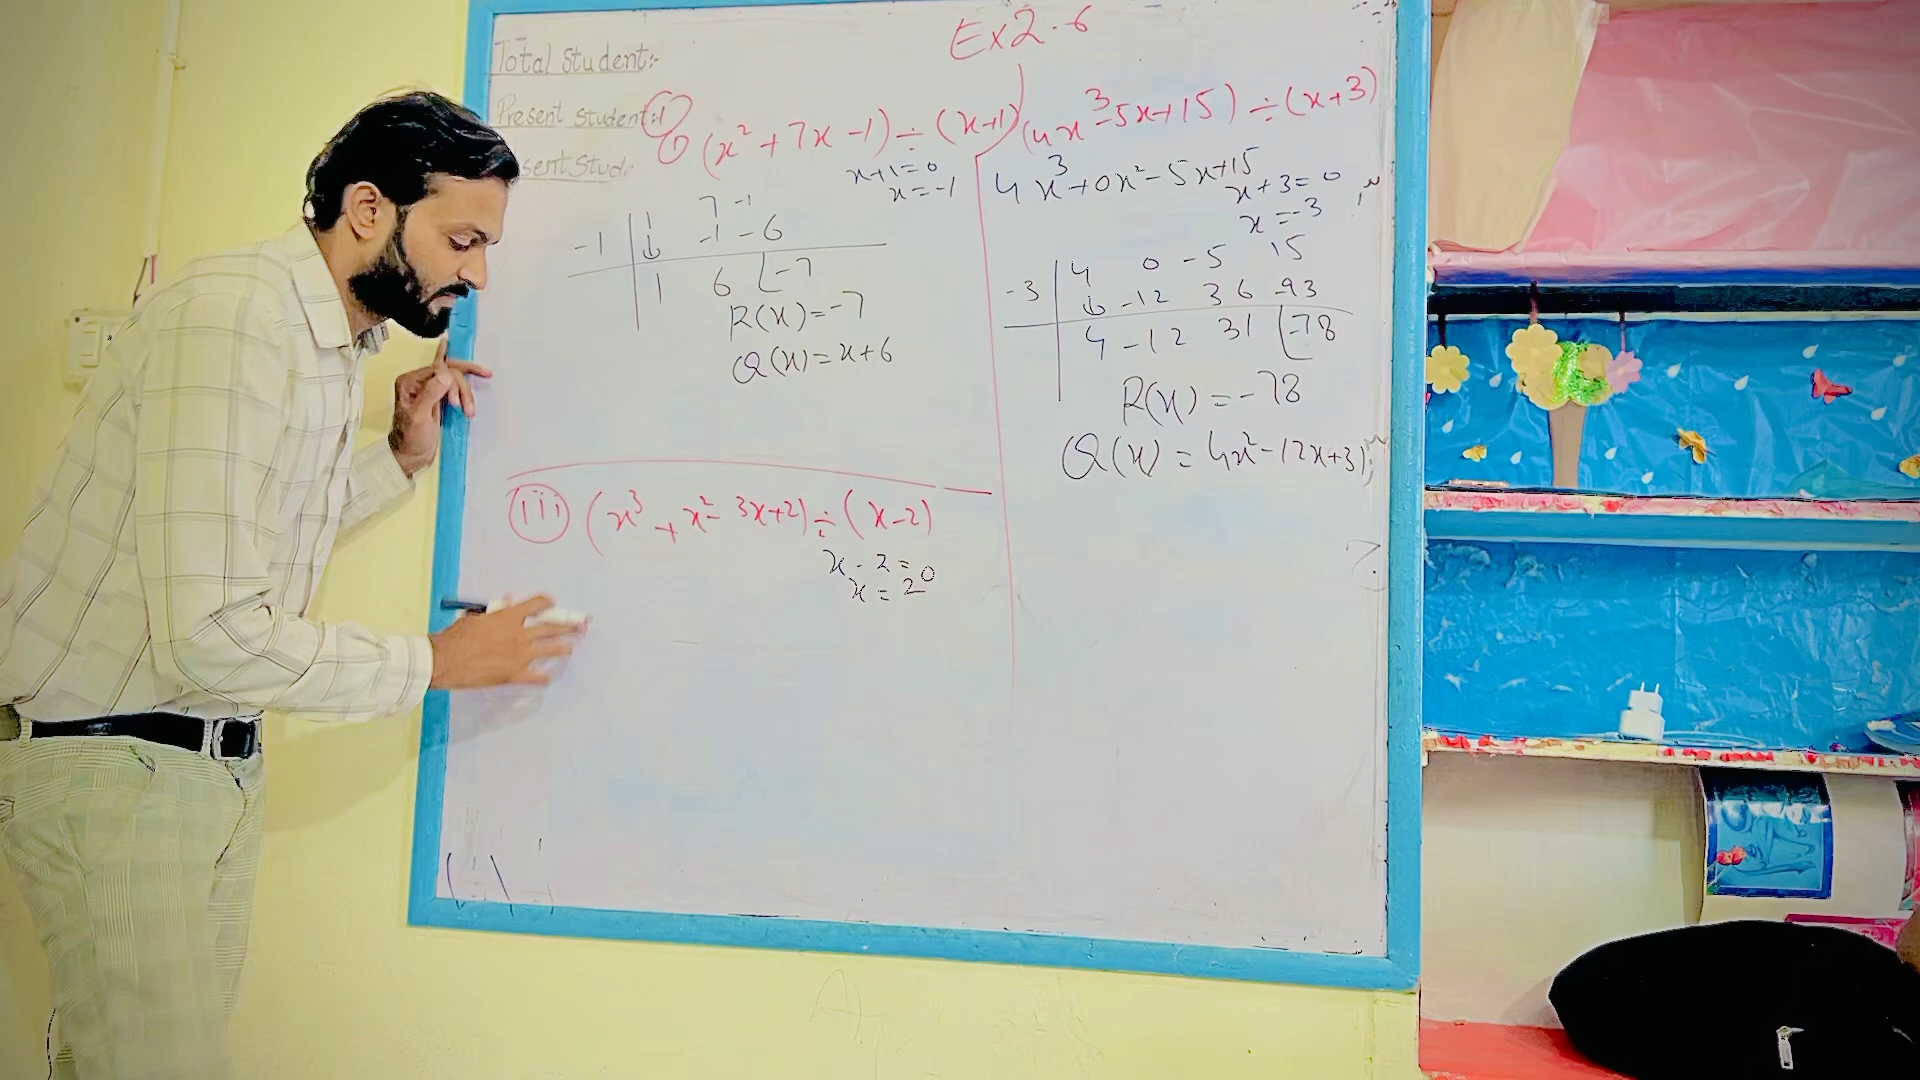 Total Student:-
Present Student:-
sent Stud
Ex 2.6
① (x² + 7x - 1) ÷ (x+1)
x+1=0
x=-1
1 7 -1
-1 ↓ -1 -6
1 6 -7
R(x)=-7
Q(x)=x+6
(4x³-5x+15) ÷ (x+3)
4x³+0x²-5x+15
x+3=0
x=-3
4 0 -5 15
-3 ↓ -12 36 -93
4 -12 31 -78
R(x)=-78
Q(x)=4x²-12x+31
iii (x³+x²-3x+2) ÷ (x-2)
x-2=0
x=2